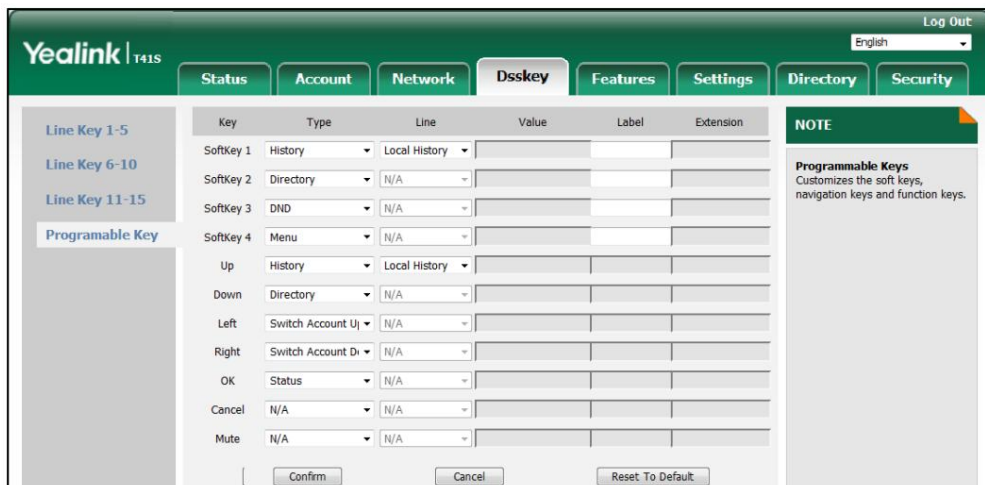 Log Out
Yealink T41S
English
Status Account Network Dsskey Features Settings Directory Security
Line Key 1-5
Line Key 6-10
Line Key 11-15
Programable Key
Key Type Line Value Label Extension
SoftKey 1 History Local History
SoftKey 2 Directory N/A
SoftKey 3 DND N/A
SoftKey 4 Menu N/A
Up History Local History
Down Directory N/A
Left Switch Account U N/A
Right Switch Account D N/A
OK Status N/A
Cancel N/A N/A
Mute N/A N/A
Confirm Cancel Reset To Default
NOTE
Programmable Keys
Customizes the soft keys,
navigation keys and function keys.